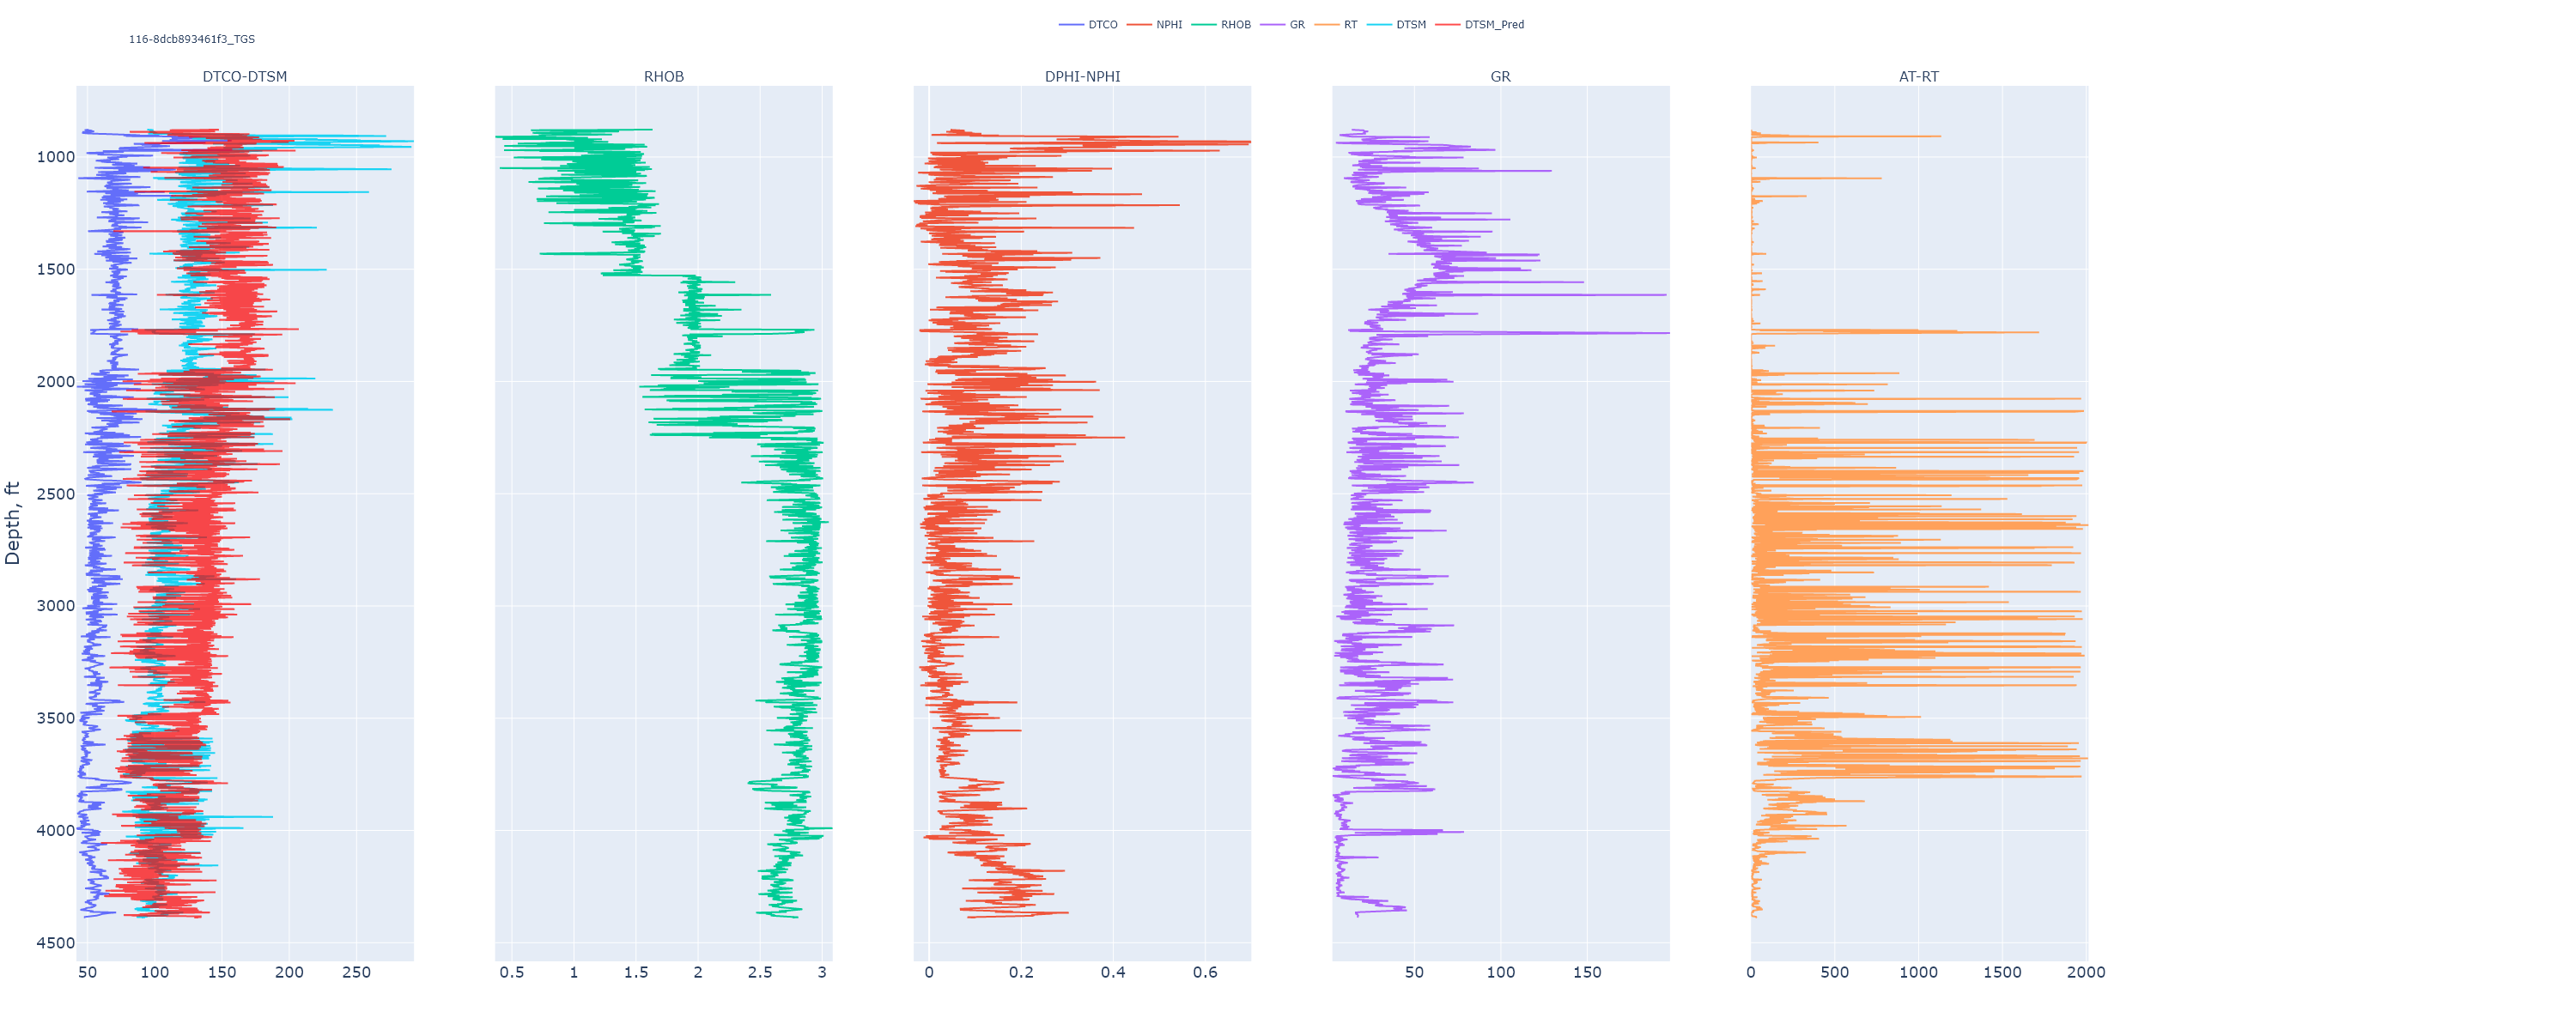 DTCO NPHI RHOB GR RT DTSM DTSM_Pred
116-8dcb893461f3_TGS
DTCO-DTSM RHOB DPHI-NPHI GR AT-RT
1000
1500
2000
2500
3000
3500
4000
4500
Depth, ft
50 100 150 200 250 0.5 1 1.5 2 2.5 3 0 0.2 0.4 0.6 50 100 150 0 500 1000 1500 2000